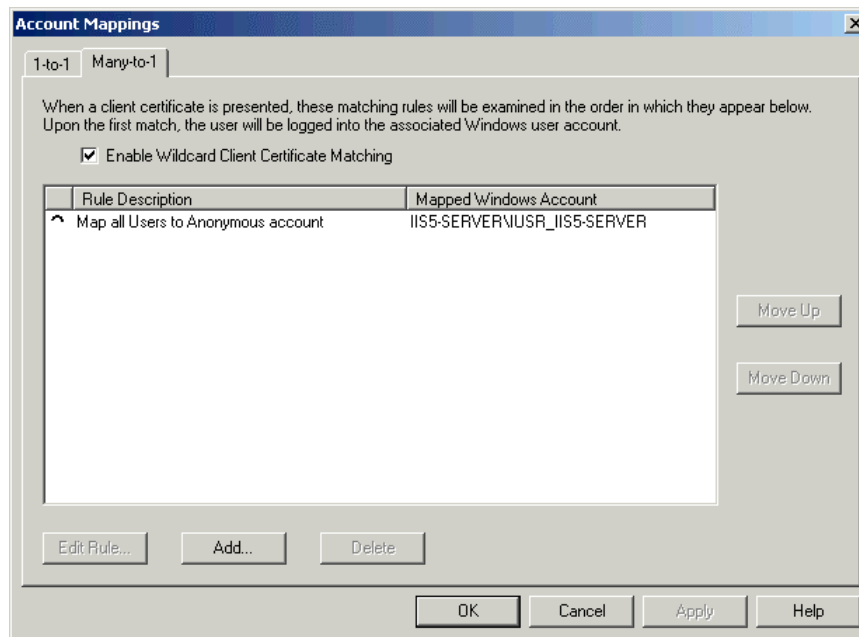 Account Mappings
1-to-1 Many-to-1
When a client certificate is presented, these matching rules will be examined in the order in which they appear below.
Upon the first match, the user will be logged into the associated Windows user account.
Enable Wildcard Client Certificate Matching
Rule Description Mapped Windows Account
Map all Users to Anonymous account IIS5-SERVER\IUSR_IIS5-SERVER
Move Up
Move Down
Edit Rule... Add... Delete
OK Cancel Apply Help